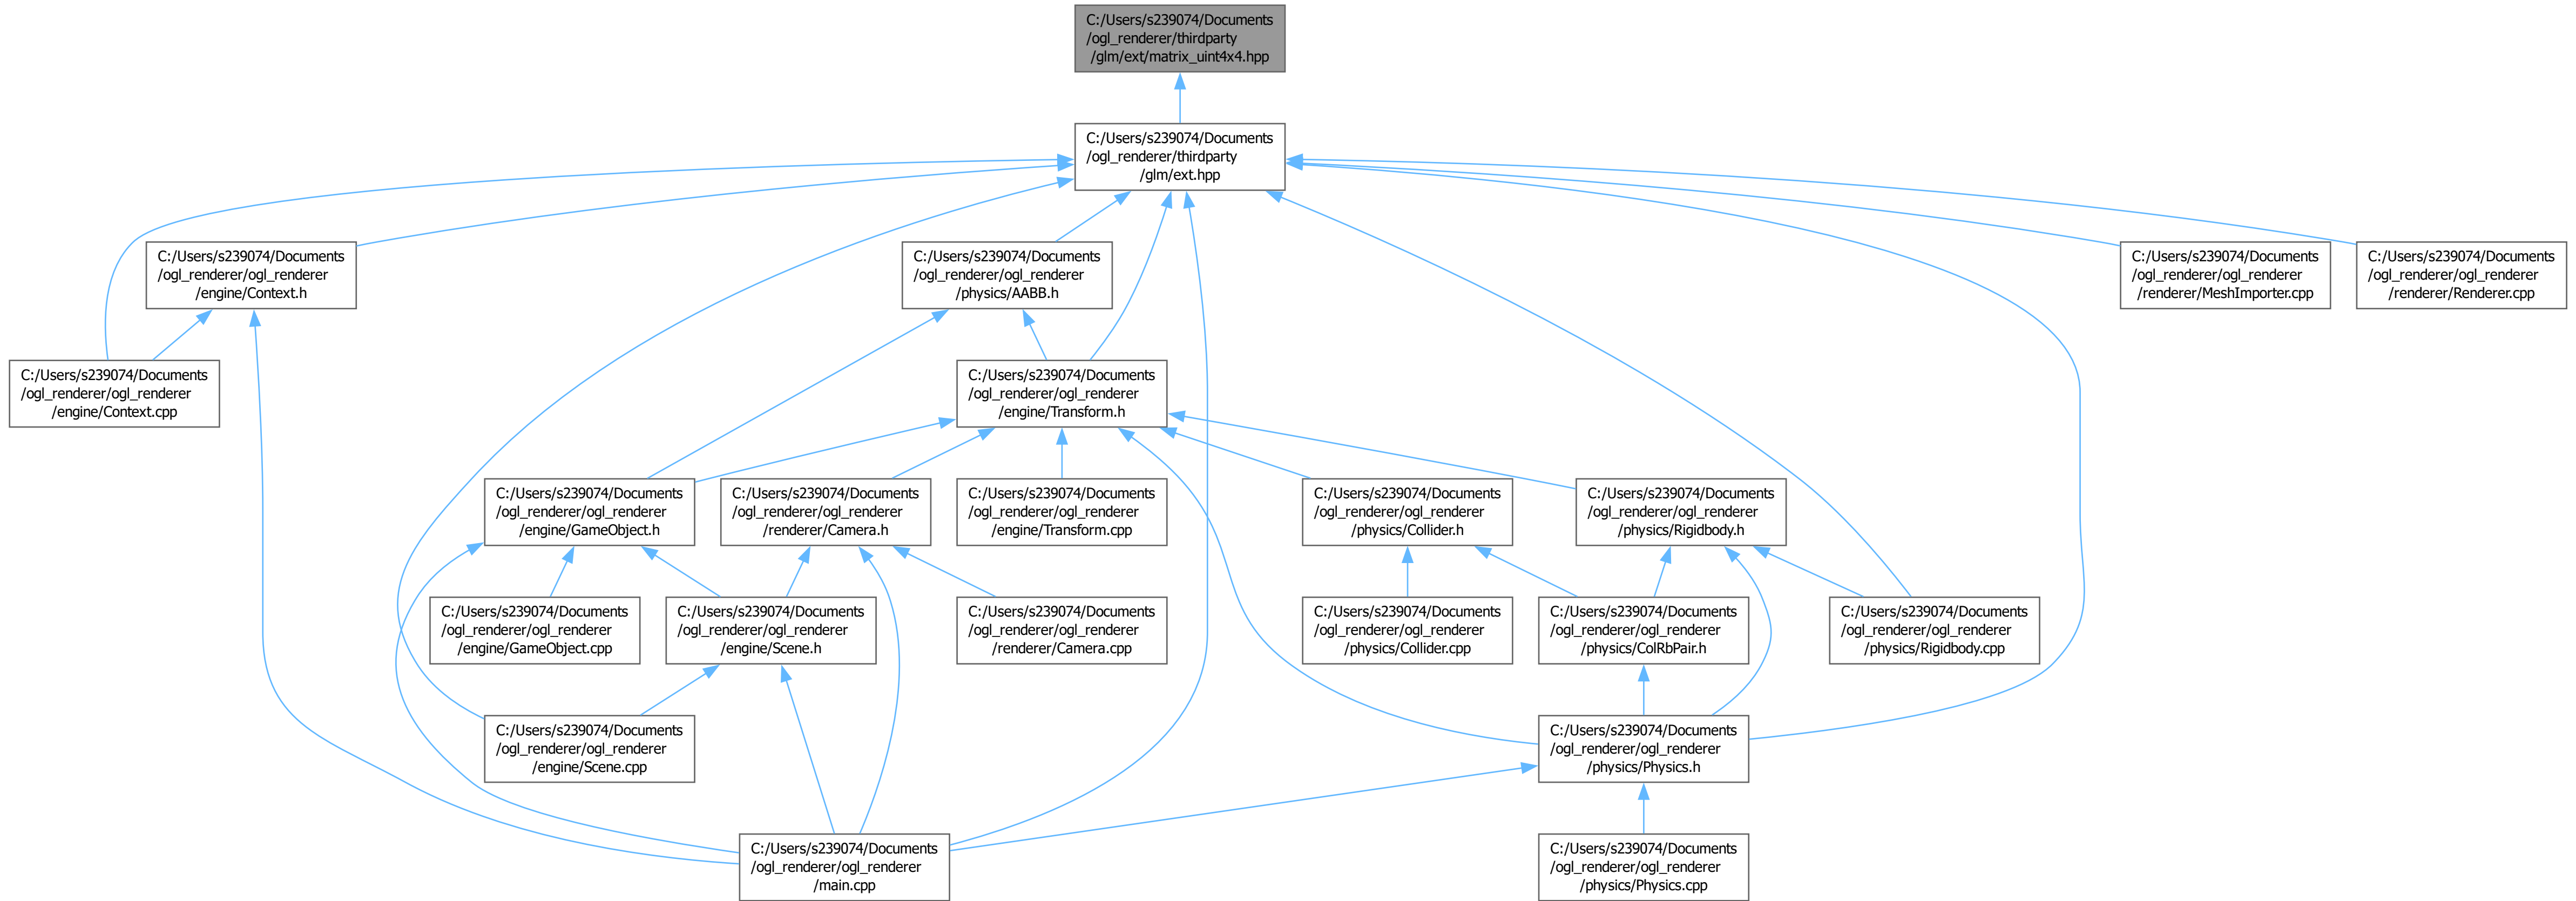 C:/Users/s239074/Documents
/ogl_renderer/thirdparty
/glm/ext/matrix_uint4x4.hpp
C:/Users/s239074/Documents
/ogl_renderer/thirdparty
/glm/ext.hpp
C:/Users/s239074/Documents
/ogl_renderer/ogl_renderer
/engine/Context.h
C:/Users/s239074/Documents
/ogl_renderer/ogl_renderer
/physics/AABB.h
C:/Users/s239074/Documents
/ogl_renderer/ogl_renderer
/renderer/MeshImporter.cpp
C:/Users/s239074/Documents
/ogl_renderer/ogl_renderer
/renderer/Renderer.cpp
C:/Users/s239074/Documents
/ogl_renderer/ogl_renderer
/engine/Context.cpp
C:/Users/s239074/Documents
/ogl_renderer/ogl_renderer
/engine/Transform.h
C:/Users/s239074/Documents
/ogl_renderer/ogl_renderer
/engine/GameObject.h
C:/Users/s239074/Documents
/ogl_renderer/ogl_renderer
/renderer/Camera.h
C:/Users/s239074/Documents
/ogl_renderer/ogl_renderer
/engine/Transform.cpp
C:/Users/s239074/Documents
/ogl_renderer/ogl_renderer
/physics/Collider.h
C:/Users/s239074/Documents
/ogl_renderer/ogl_renderer
/physics/Rigidbody.h
C:/Users/s239074/Documents
/ogl_renderer/ogl_renderer
/engine/GameObject.cpp
C:/Users/s239074/Documents
/ogl_renderer/ogl_renderer
/engine/Scene.h
C:/Users/s239074/Documents
/ogl_renderer/ogl_renderer
/renderer/Camera.cpp
C:/Users/s239074/Documents
/ogl_renderer/ogl_renderer
/physics/Collider.cpp
C:/Users/s239074/Documents
/ogl_renderer/ogl_renderer
/physics/ColRbPair.h
C:/Users/s239074/Documents
/ogl_renderer/ogl_renderer
/physics/Rigidbody.cpp
C:/Users/s239074/Documents
/ogl_renderer/ogl_renderer
/engine/Scene.cpp
C:/Users/s239074/Documents
/ogl_renderer/ogl_renderer
/physics/Physics.h
C:/Users/s239074/Documents
/ogl_renderer/ogl_renderer
/main.cpp
C:/Users/s239074/Documents
/ogl_renderer/ogl_renderer
/physics/Physics.cpp